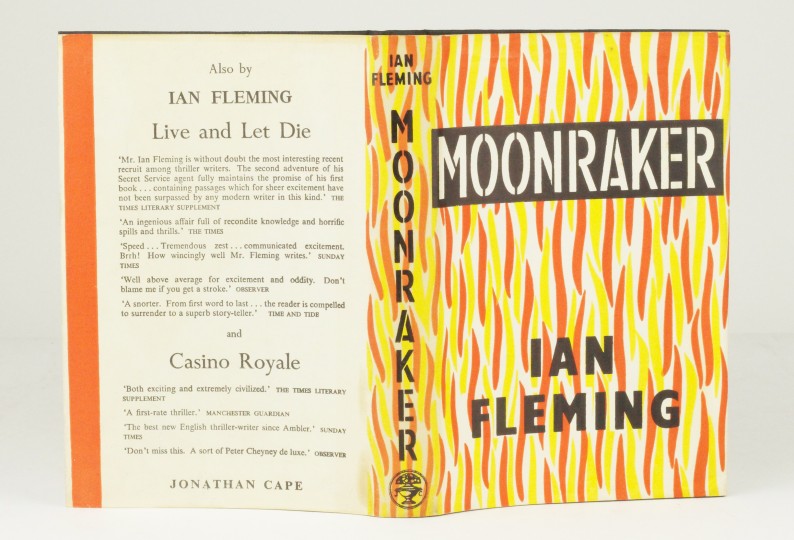 Also by
IAN FLEMING
Live and Let Die
'Mr. Ian Fleming is without doubt the most interesting recent
recruit among thriller writers. The second adventure of his
Secret Service agent fully maintains the promise of his first
book . . . containing passages which for sheer excitement have
not been surpassed by any modern writer in this kind.' THE
TIMES LITERARY SUPPLEMENT
'An ingenious affair full of recondite knowledge and horrific
spills and thrills.' THE TIMES
'Speed . . . Tremendous zest . . . communicated excitement.
Brrh! How wincingly well Mr. Fleming writes.' SUNDAY
TIMES
'Well above average for excitement and oddity. Don't
blame me if you get a stroke.' OBSERVER
'A snorter. From first word to last . . . the reader is compelled
to surrender to a superb story-teller.' TIME AND TIDE
and
Casino Royale
'Both exciting and extremely civilized.' THE TIMES LITERARY
SUPPLEMENT
'A first-rate thriller.' MANCHESTER GUARDIAN
'The best new English thriller-writer since Ambler.' SUNDAY
TIMES
'Don't miss this. A sort of Peter Cheyney de luxe.' OBSERVER
JONATHAN CAPE
IAN
FLEMING
MOONRAKER
MOONRAKER
IAN
FLEMING